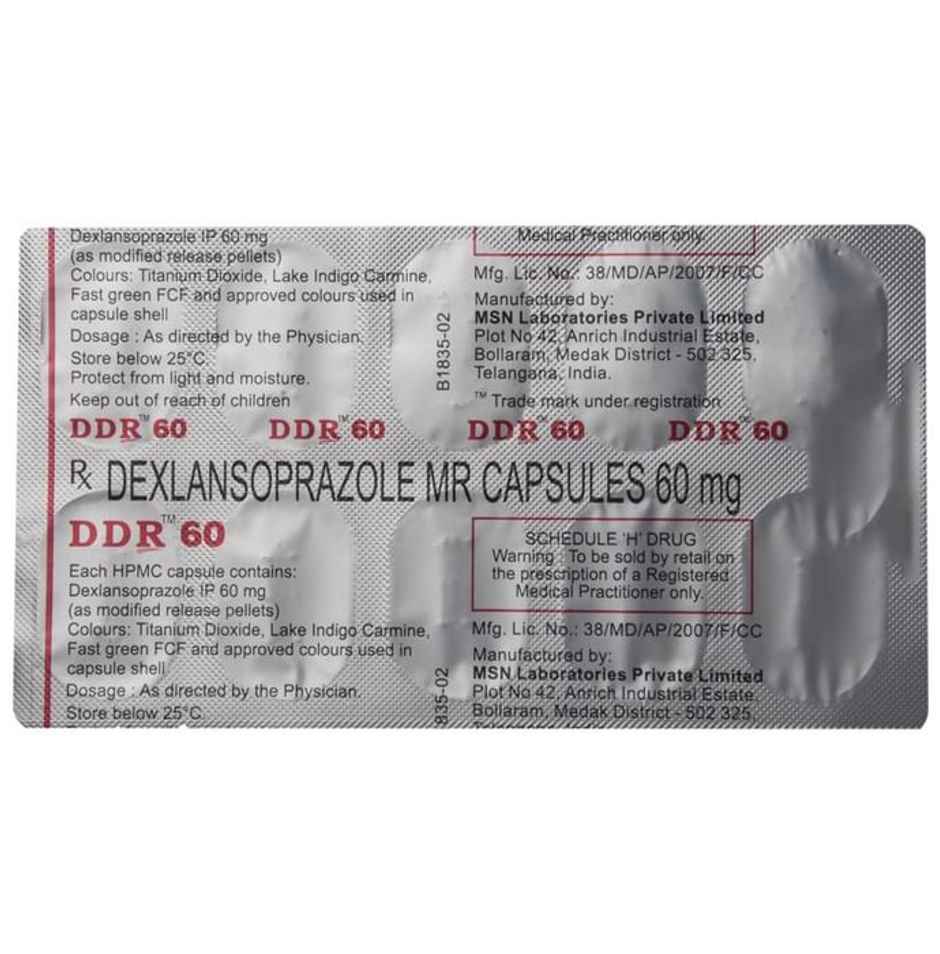 Dexlansoprazole IP 60 mg
(as modified release pellets)
Colours: Titanium Dioxide, Lake Indigo Carmine,
Fast green FCF and approved colours used in
capsule shell
Dosage : As directed by the Physician.
Store below 25°C.
Protect from light and moisture.
Keep out of reach of children
B1835-02
Medical Practitioner only.
Mfg. Lic. No.: 38/MD/AP/2007/F/CC
Manufactured by:
MSN Laboratories Private Limited
Plot No 42, Anrich Industrial Estate,
Bollaram, Medak District - 502 325,
Telangana, India.
™ Trade mark under registration
DDR™ 60 DDR™ 60 DDR™ 60 DDR™ 60
Rx DEXLANSOPRAZOLE MR CAPSULES 60 mg
DDR™ 60
Each HPMC capsule contains:
Dexlansoprazole IP 60 mg
(as modified release pellets)
Colours: Titanium Dioxide, Lake Indigo Carmine,
Fast green FCF and approved colours used in
capsule shell
Dosage : As directed by the Physician.
Store below 25°C
835-02
SCHEDULE 'H' DRUG
Warning : To be sold by retail on
the prescription of a Registered
Medical Practitioner only.
Mfg. Lic. No.: 38/MD/AP/2007/F/CC
Manufactured by:
MSN Laboratories Private Limited
Plot No 42, Anrich Industrial Estate,
Bollaram, Medak District - 502 325,